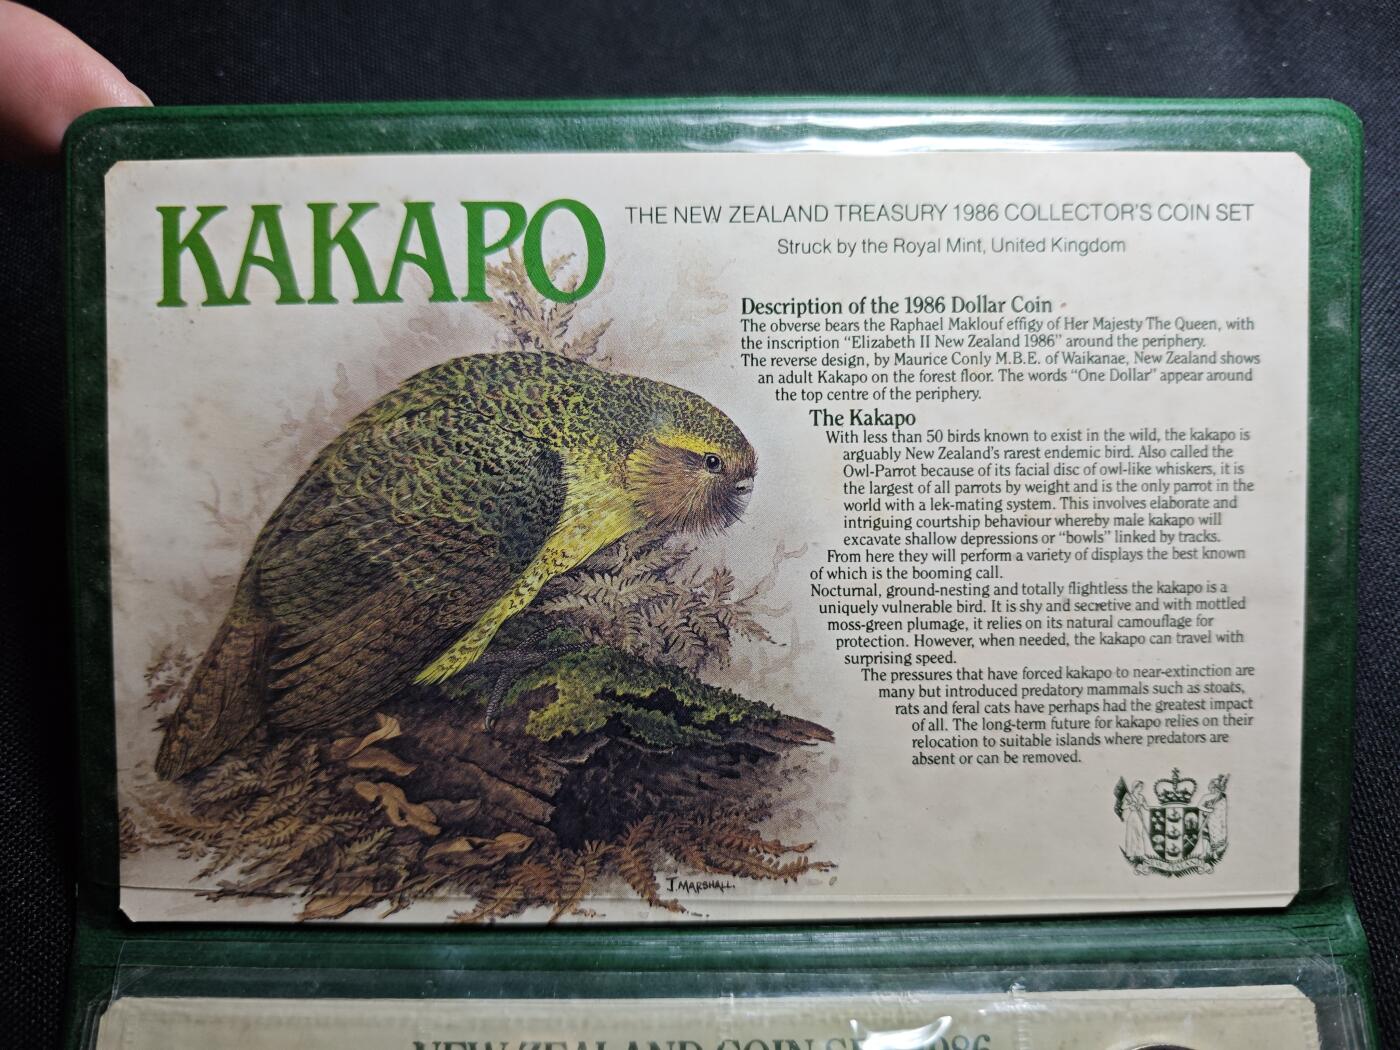 KAKAPO
THE NEW ZEALAND TREASURY 1986 COLLECTOR'S COIN SET
Struck by the Royal Mint, United Kingdom
Description of the 1986 Dollar Coin
The obverse bears the Raphael Maklouf effigy of Her Majesty The Queen, with
the inscription “Elizabeth II New Zealand 1986” around the periphery.
The reverse design, by Maurice Conly M.B.E. of Waikanae, New Zealand shows
an adult Kakapo on the forest floor. The words “One Dollar” appear around
the top centre of the periphery.
The Kakapo
With less than 50 birds known to exist in the wild, the kakapo is
arguably New Zealand's rarest endemic bird. Also called the
Owl-Parrot because of its facial disc of owl-like whiskers, it is
the largest of all parrots by weight and is the only parrot in the
world with a lek-mating system. This involves elaborate and
intriguing courtship behaviour whereby male kakapo will
excavate shallow depressions or “bowls” linked by tracks.
From here they will perform a variety of displays the best known
of which is the booming call.
Nocturnal, ground-nesting and totally flightless the kakapo is a
uniquely vulnerable bird. It is shy and secretive and with mottled
moss-green plumage, it relies on its natural camouflage for
protection. However, when needed, the kakapo can travel with
surprising speed.
The pressures that have forced kakapo to near-extinction are
many but introduced predatory mammals such as stoats,
rats and feral cats have perhaps had the greatest impact
of all. The long-term future for kakapo relies on their
relocation to suitable islands where predators are
absent or can be removed.
J. MARSHALL.
NEW ZEALAND COIN SET 1986